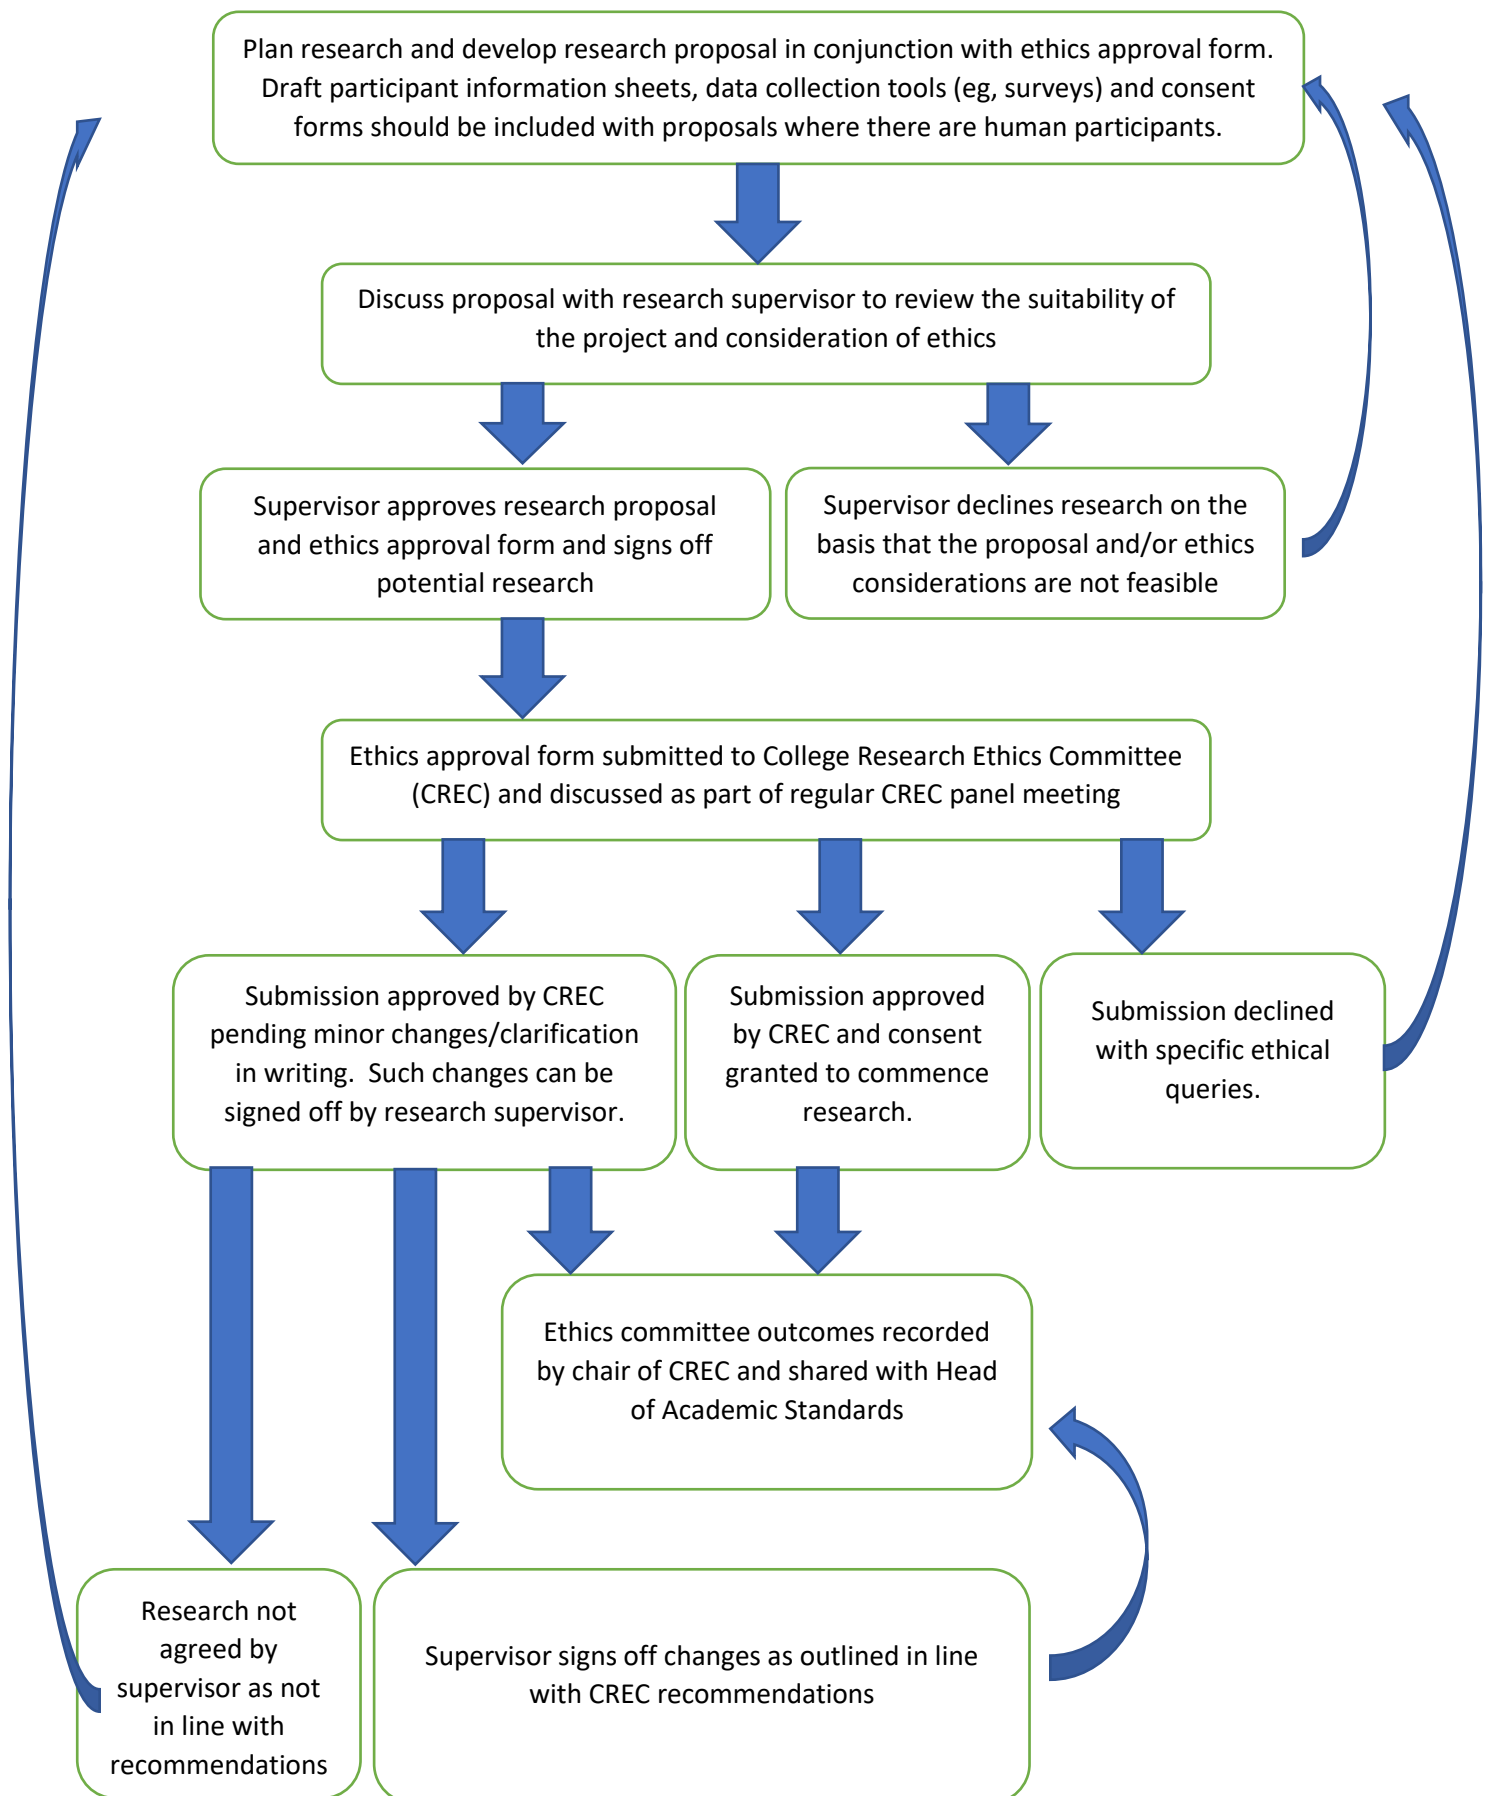 Plan research and develop research proposal in conjunction with ethics approval form.
Draft participant information sheets, data collection tools (eg, surveys) and consent
forms should be included with proposals where there are human participants.
Discuss proposal with research supervisor to review the suitability of
the project and consideration of ethics
Supervisor approves research proposal
and ethics approval form and signs off
potential research
Supervisor declines research on the
basis that the proposal and/or ethics
considerations are not feasible
Ethics approval form submitted to College Research Ethics Committee
(CREC) and discussed as part of regular CREC panel meeting
Submission approved by CREC
pending minor changes/clarification
in writing.  Such changes can be
signed off by research supervisor.
Submission approved
by CREC and consent
granted to commence
research.
Submission declined
with specific ethical
queries.
Ethics committee outcomes recorded
by chair of CREC and shared with Head
of Academic Standards
Research not
agreed by
supervisor as not
in line with
recommendations
Supervisor signs off changes as outlined in line
with CREC recommendations